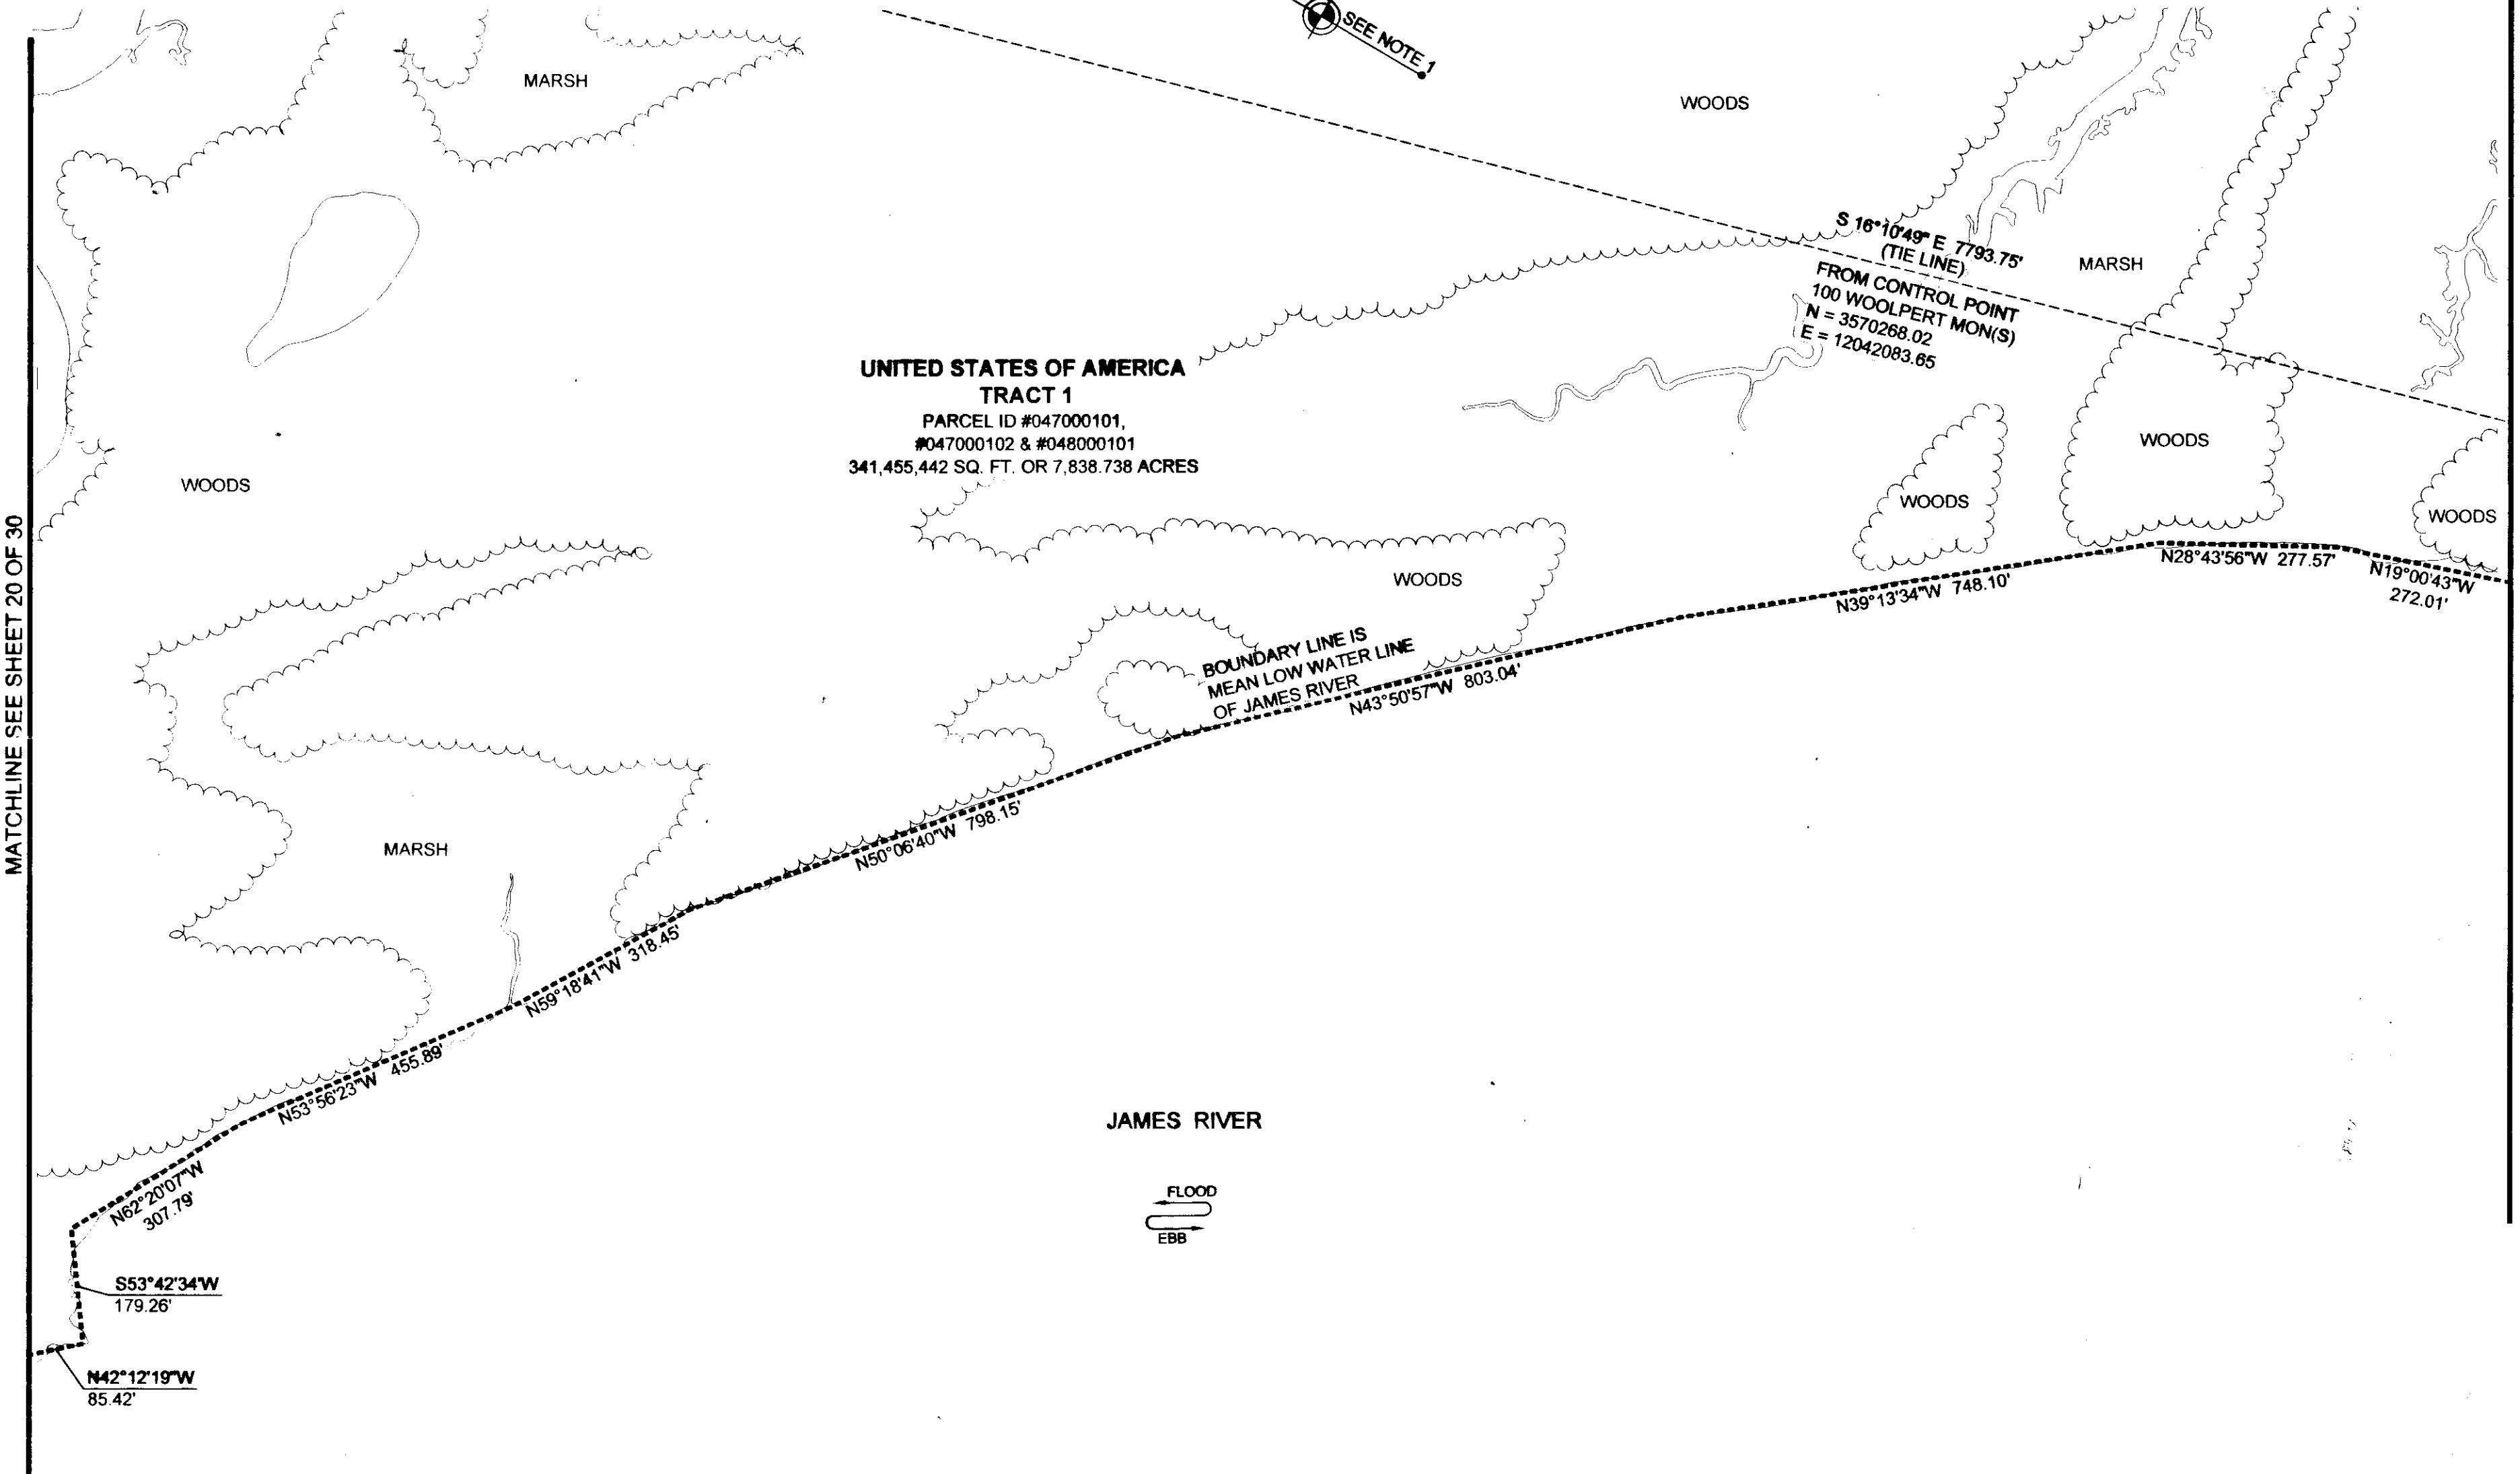 SEE NOTE 1
MARSH
WOODS
S 16°10'49" E 7793.75'
(TIE LINE)
FROM CONTROL POINT
100 WOOLPERT MON(S)
N = 3570268.02
E = 12042083.65
MARSH
UNITED STATES OF AMERICA
TRACT 1
PARCEL ID #047000101,
#047000102 & #048000101
341,455,442 SQ. FT. OR 7,838.738 ACRES
WOODS
WOODS
WOODS
WOODS
MATCHLINE SEE SHEET 20 OF 30
WOODS
N28°43'56"W 277.57'
N19°00'43"W
272.01'
N39°13'34"W 748.10'
BOUNDARY LINE IS
MEAN LOW WATER LINE
OF JAMES RIVER
N43°50'57"W 803.04'
N50°06'40"W 798.15'
MARSH
N59°18'41"W 318.45'
N53°56'23"W 455.89'
JAMES RIVER
N62°20'07"W
307.79'
FLOOD
EBB
S53°42'34"W
179.26'
N42°12'19"W
85.42'